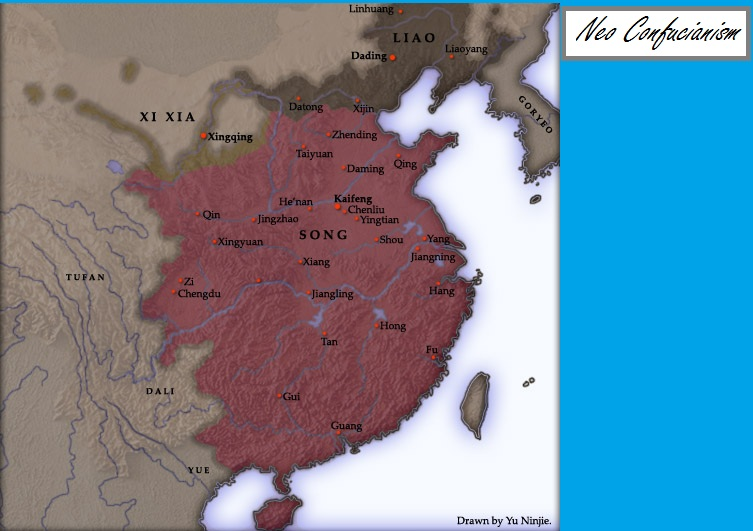 Neo Confucianism
Linhuang
LIAO
Dading
Liaoyang
Datong
Xijin
GORYEO
XI XIA
Xingqing
Zhending
Taiyuan
Daming
Qing
He'nan
Kaifeng
Chenliu
Yingtian
Qin
Jingzhao
SONG
Xingyuan
Shou
Yang
Jiangning
Xiang
TUFAN
Zi
Chengdu
Jiangling
Hang
Hong
Tan
Fu
DALI
Gui
Guang
YUE
Drawn by Yu Ninjie.